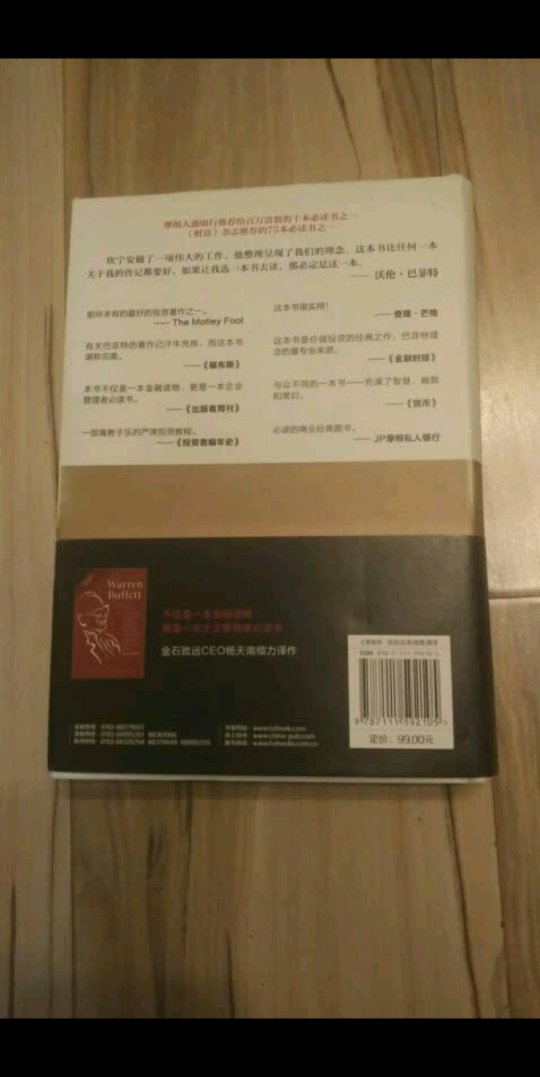 摩根大通银行推荐给百万富翁的十本必读书之一
《财富》杂志推荐的75本必读书之一
坎宁安做了一项伟大的工作，他整理呈现了我们的理念。这本书比任何一本
关于我的传记都要好，如果让我选一本书去读，那必定是这一本。
—— 沃伦·巴菲特
前所未有的最好的投资著作之一。
—— The Motley Fool
有关巴菲特的著作已汗牛充栋，而这本书
堪称完美。
——《福布斯》
本书不仅是一本金融读物，更是一本企业
管理者必读书。
——《出版者周刊》
一部寓教于乐的严肃投资教程。
——《投资者编年史》
这本书很实用！
—— 查理·芒格
这本书是价值投资的经典之作，巴菲特理
念的最专业来源。
——《金融时报》
与众不同的一本书——充满了智慧、幽默
和常识。
——《货币》
必读的商业经典图书。
—— JP摩根私人银行
Warren
Buffett
不仅是一本金融读物
更是一本企业管理者必读书
金石致远CEO杨天南倾力译作
www.hzbook.com
www.china-pub.com
www.hzmedia.com.cn
9 787111 592105 >
定价：99.00元